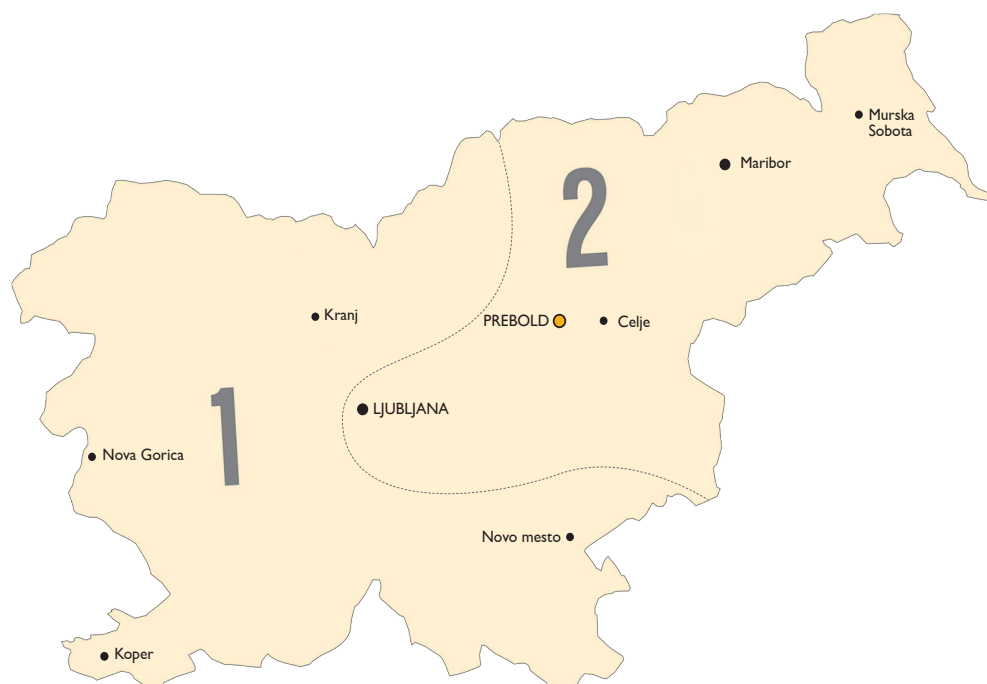 Murska
Sobota
Maribor
2
Kranj
PREBOLD
Celje
1
LJUBLJANA
Nova Gorica
Novo mesto
Koper